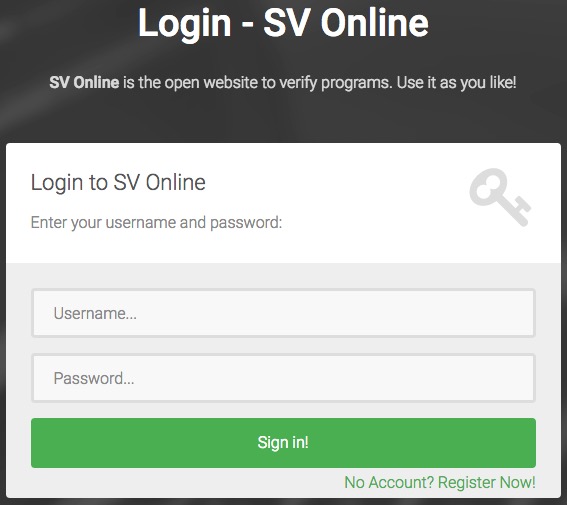 Login - SV Online
SV Online is the open website to verify programs. Use it as you like!
Login to SV Online
Enter your username and password:
Username...
Password...
Sign in!
No Account? Register Now!